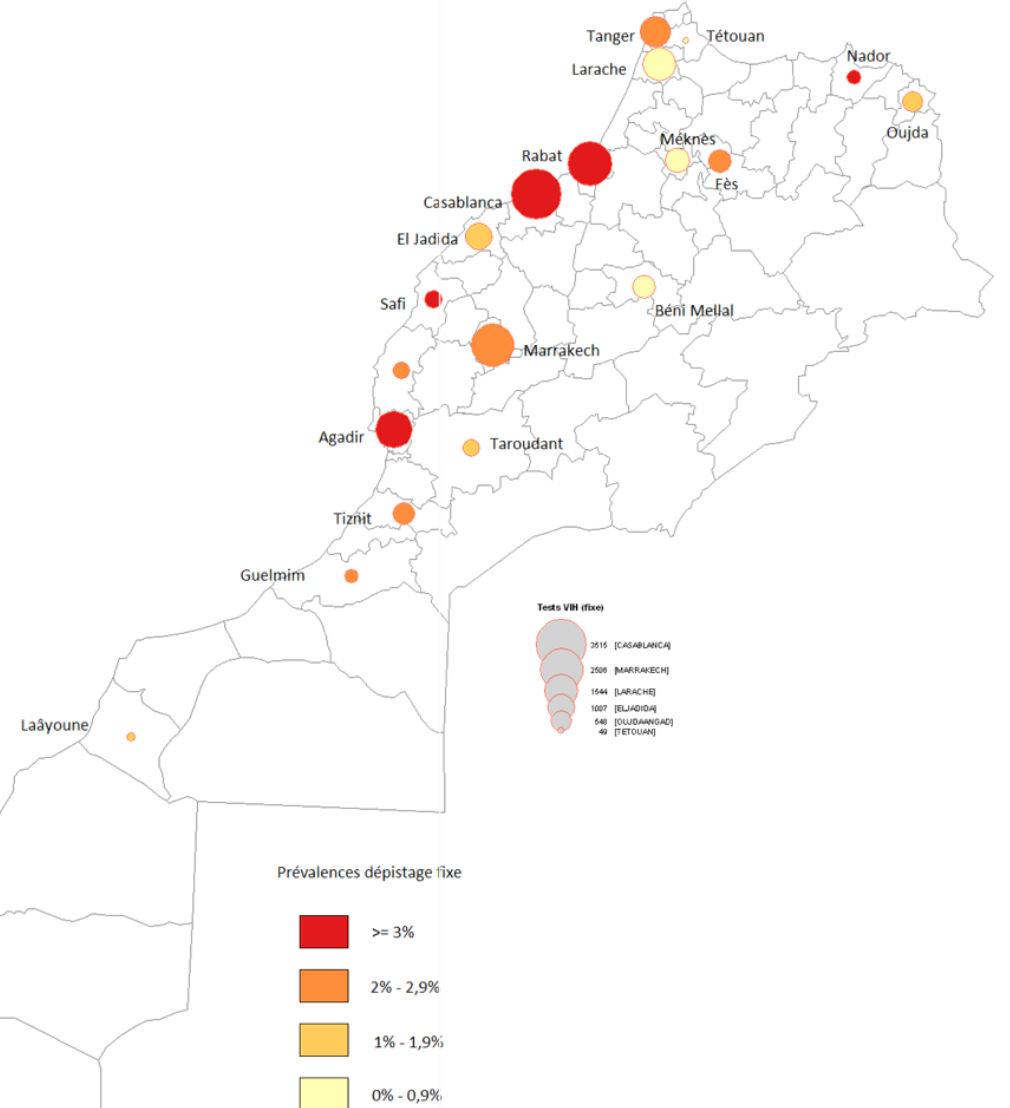 Tanger
Tétouan
Larache
Nador
Oujda
Méknès
Rabat
Fès
Casablanca
El Jadida
Safi
Béni Mellal
Marrakech
Agadir
Taroudant
Tiznit
Guelmim
Tests VIH (fixe)
3515 [CASABLANCA]
2506 [MARRAKECH]
1544 [LARACHE]
1007 [ELJADIDA]
548 [OUJDAANGAD]
49 [TETOUAN]
Laâyoune
Prévalences dépistage fixe
>= 3%
2% - 2,9%
1% - 1,9%
0% - 0,9%